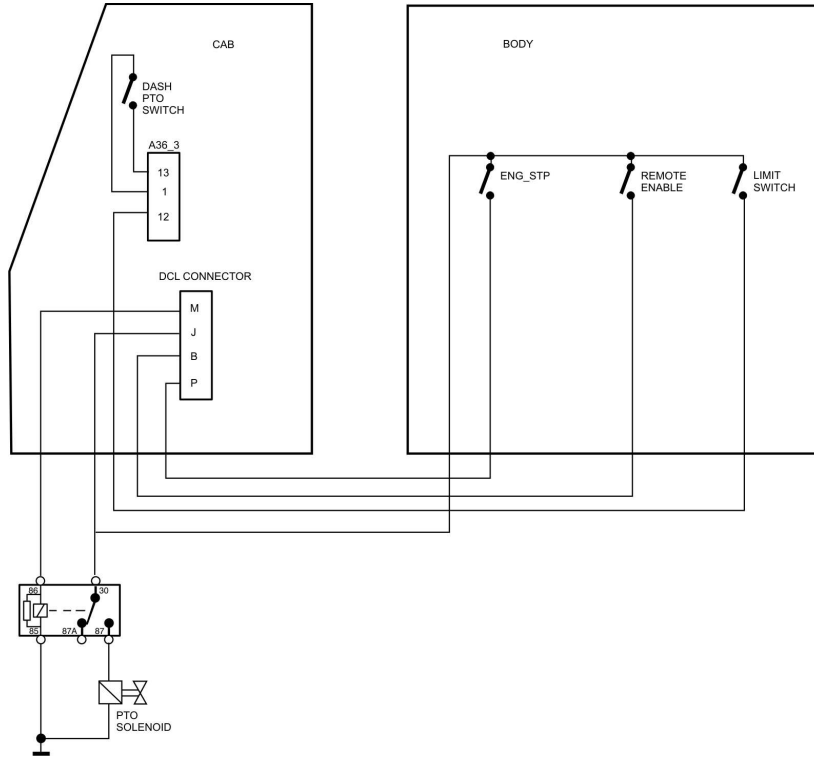 CAB
BODY
DASH
PTO
SWITCH
A36_3
13
1
12
ENG_STP
REMOTE
ENABLE
LIMIT
SWITCH
DCL CONNECTOR
M
J
B
P
86
30
85
87A
87
PTO
SOLENOID